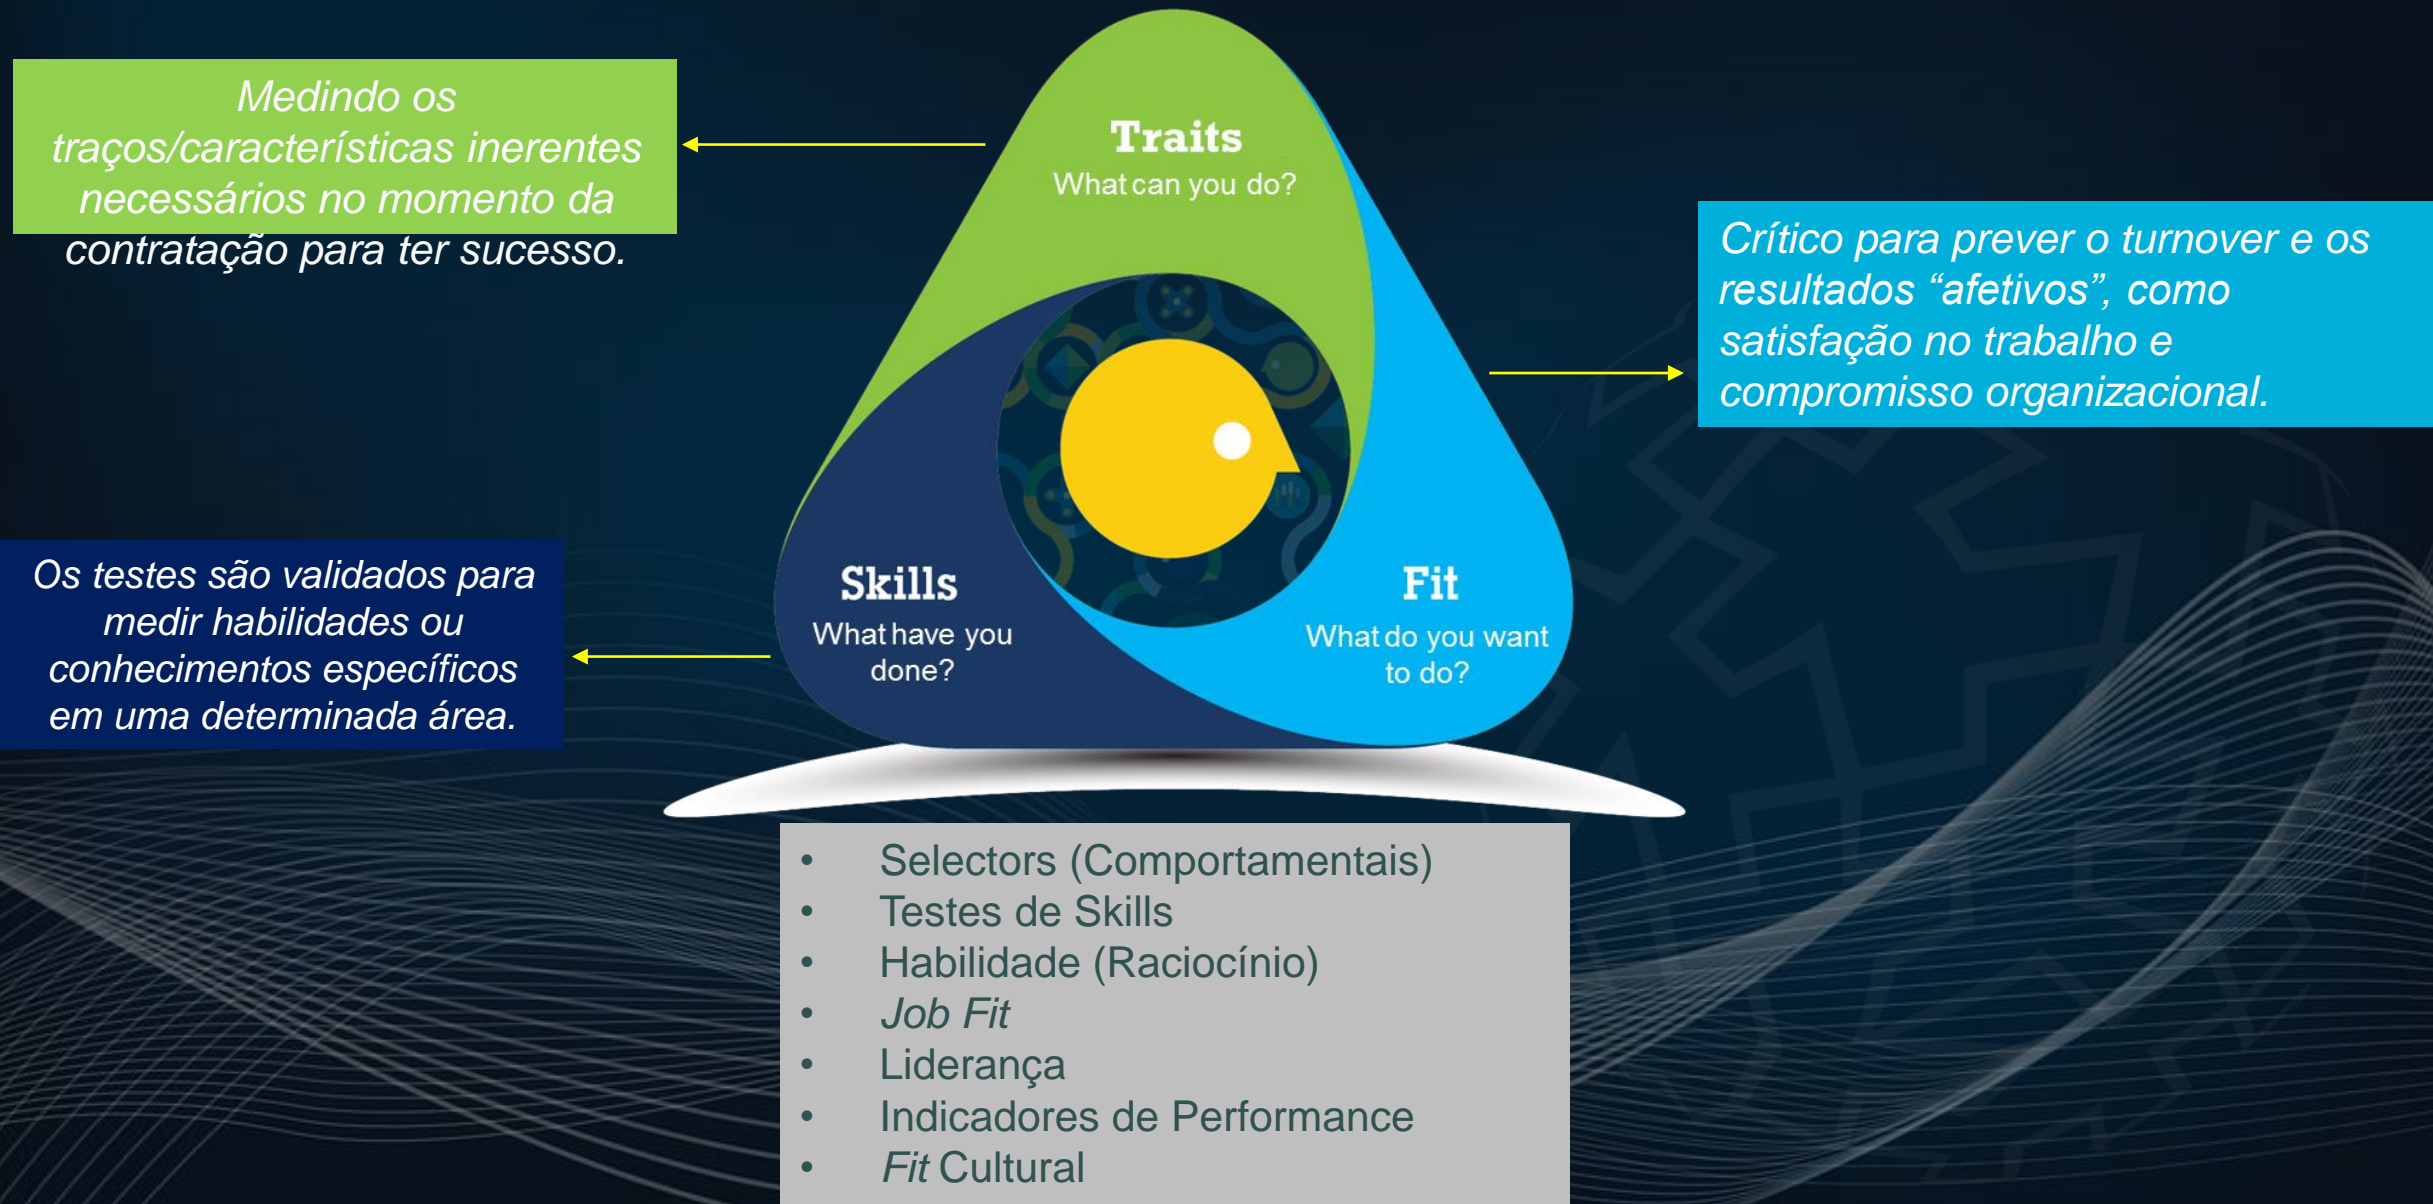 Medindo os
traços/características inerentes
necessários no momento da
contratação para ter sucesso.
Traits
What can you do?
Crítico para prever o turnover e os
resultados “afetivos”, como
satisfação no trabalho e
compromisso organizacional.
Os testes são validados para
medir habilidades ou
conhecimentos específicos
em uma determinada área.
Skills
What have you
done?
Fit
What do you want
to do?
• Selectors (Comportamentais)
• Testes de Skills
• Habilidade (Raciocínio)
• Job Fit
• Liderança
• Indicadores de Performance
• Fit Cultural